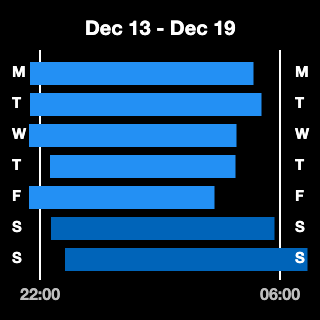 Dec 13 - Dec 19
M M
T T
W W
T T
F F
S S
S S
22:00 06:00